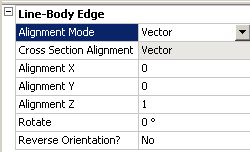 Line-Body Edge
Alignment Mode Vector
Cross Section Alignment Vector
Alignment X 0
Alignment Y 0
Alignment Z 1
Rotate 0 °
Reverse Orientation? No